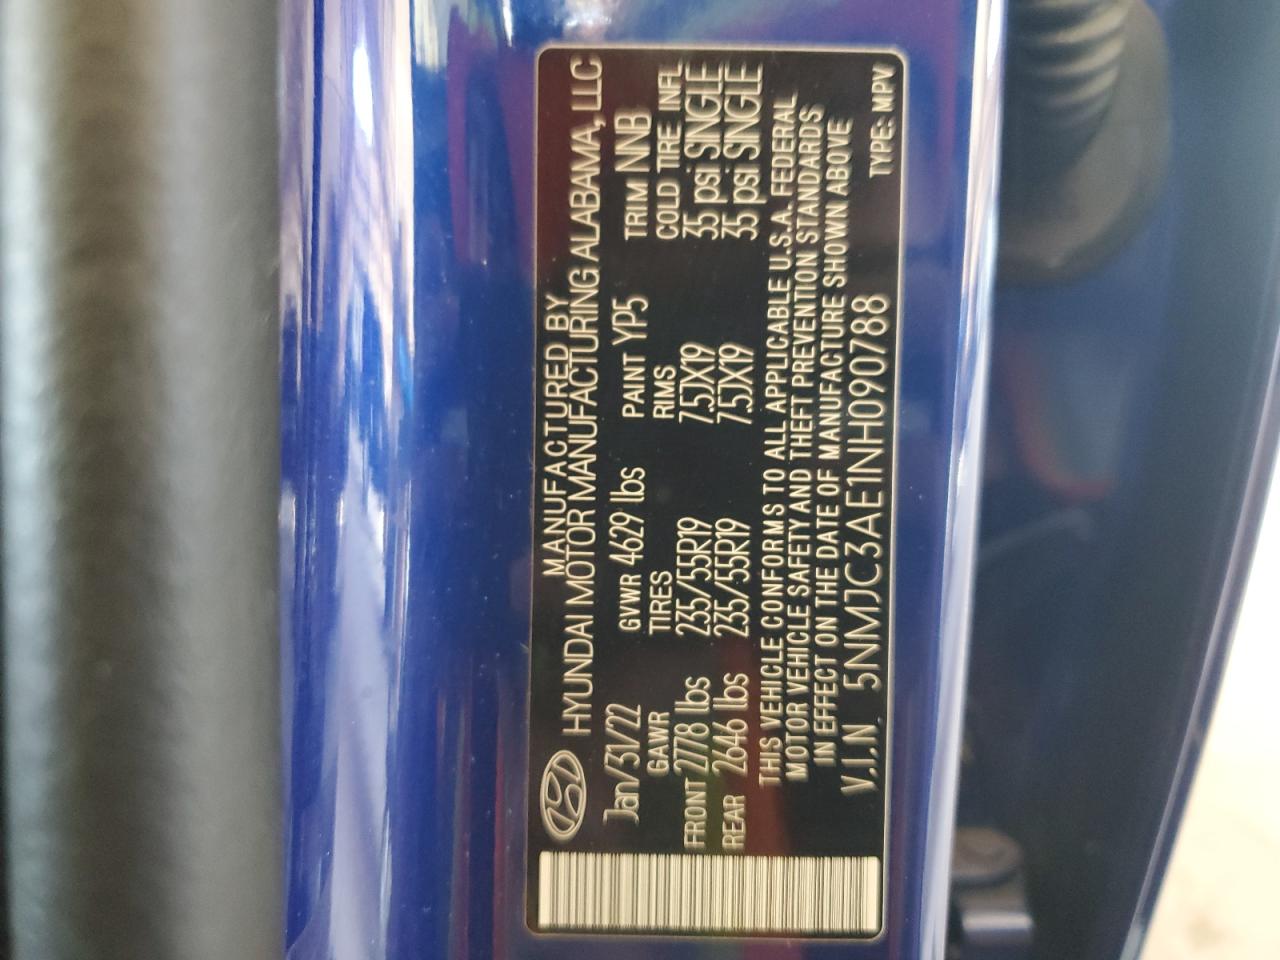 MANUFACTURED BY
HYUNDAI MOTOR MANUFACTURING ALABAMA, LLC
Jan/31/22 GVWR 4629 lbs PAINT YP5 TRIM NNB
GAWR TIRES RIMS COLD TIRE INFL
FRONT 2778 lbs 235/55R19 7.5JX19 35 psi SINGLE
REAR 2646 lbs 235/55R19 7.5JX19 35 psi SINGLE
THIS VEHICLE CONFORMS TO ALL APPLICABLE U.S.A. FEDERAL
MOTOR VEHICLE SAFETY AND THEFT PREVENTION STANDARDS
IN EFFECT ON THE DATE OF MANUFACTURE SHOWN ABOVE
V.I.N. 5NMJC3AE1NH090788 TYPE: MPV